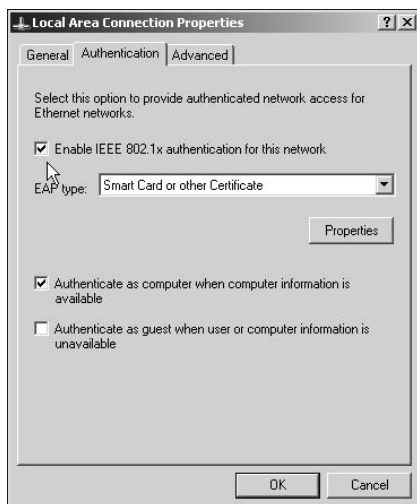 Local Area Connection Properties
General Authentication Advanced
Select this option to provide authenticated network access for
Ethernet networks.
Enable IEEE 802.1x authentication for this network
EAP type: Smart Card or other Certificate
Properties
Authenticate as computer when computer information is
available
Authenticate as guest when user or computer information is
unavailable
OK Cancel